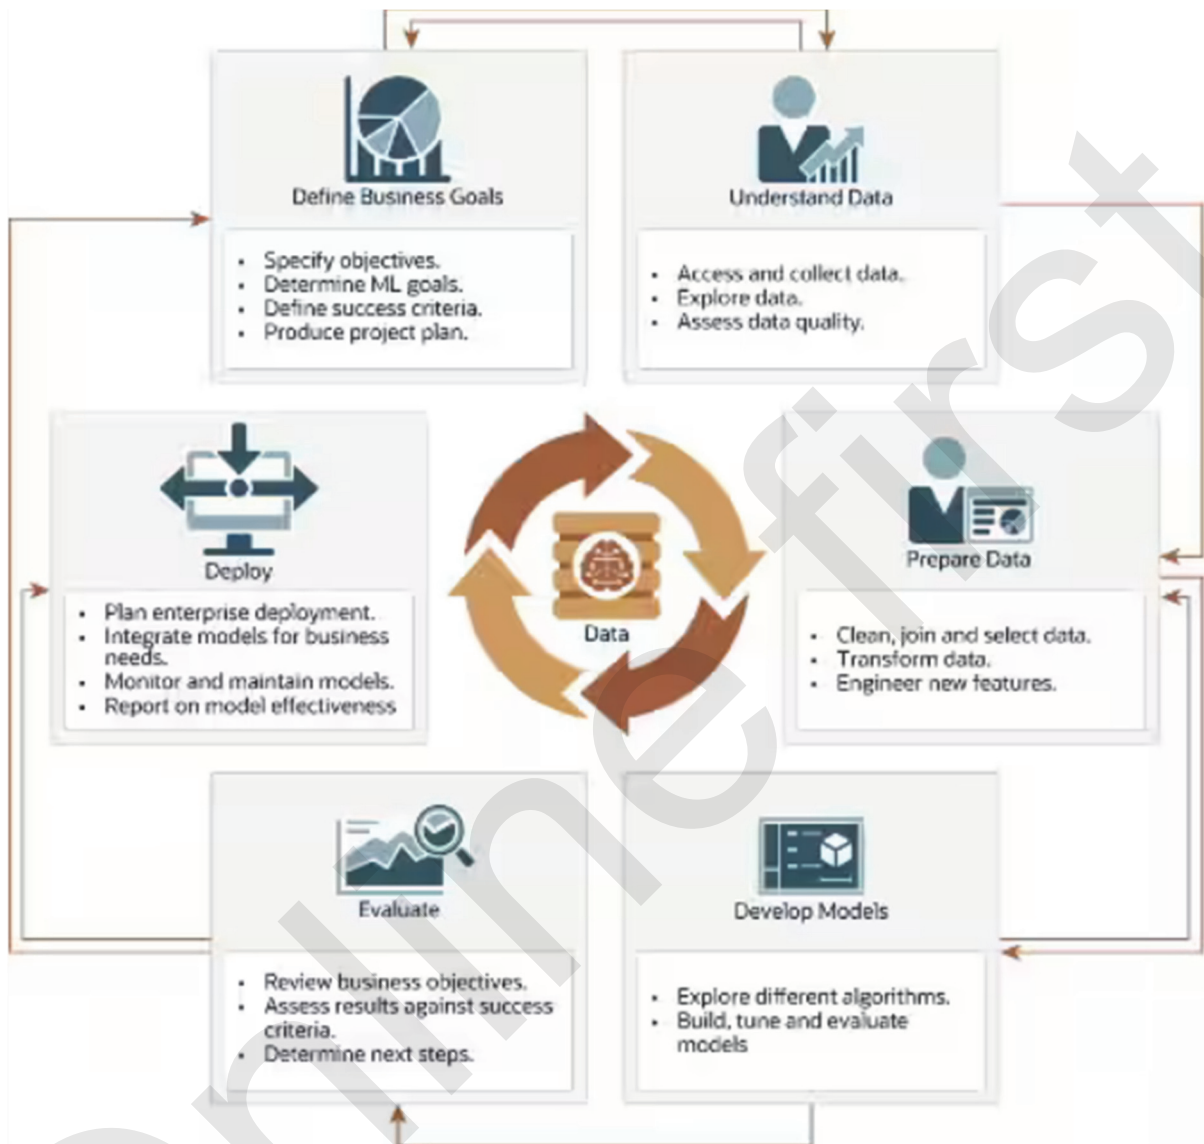 Define Business Goals
• Specify objectives.
• Determine ML goals.
• Define success criteria.
• Produce project plan.
Understand Data
• Access and collect data.
• Explore data.
• Assess data quality.
Deploy
• Plan enterprise deployment.
• Integrate models for business
needs.
• Monitor and maintain models.
• Report on model effectiveness
Data
Prepare Data
• Clean, join and select data.
• Transform data.
• Engineer new features.
Evaluate
• Review business objectives.
• Assess results against success
criteria.
• Determine next steps.
Develop Models
• Explore different algorithms.
• Build, tune and evaluate
models
online first